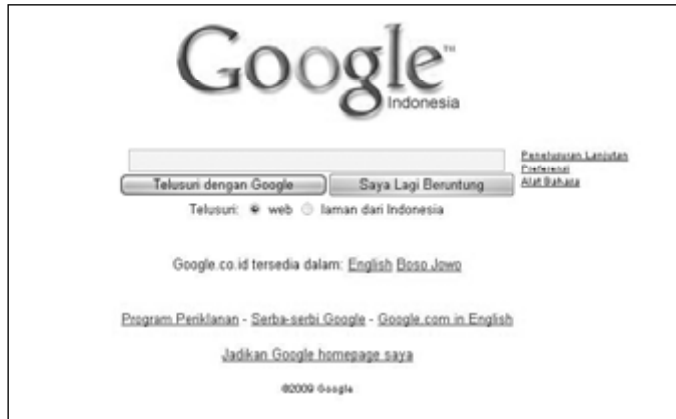 Google™
Indonesia
Penelusuran Lanjutan
Preferensi
Telusuri dengan Google Saya Lagi Beruntung Alat Bahasa
Telusuri: web laman dari Indonesia
Google.co.id tersedia dalam: English Boso Jowo
Program Periklanan - Serba-serbi Google - Google.com in English
Jadikan Google homepage saya
©2009 Google